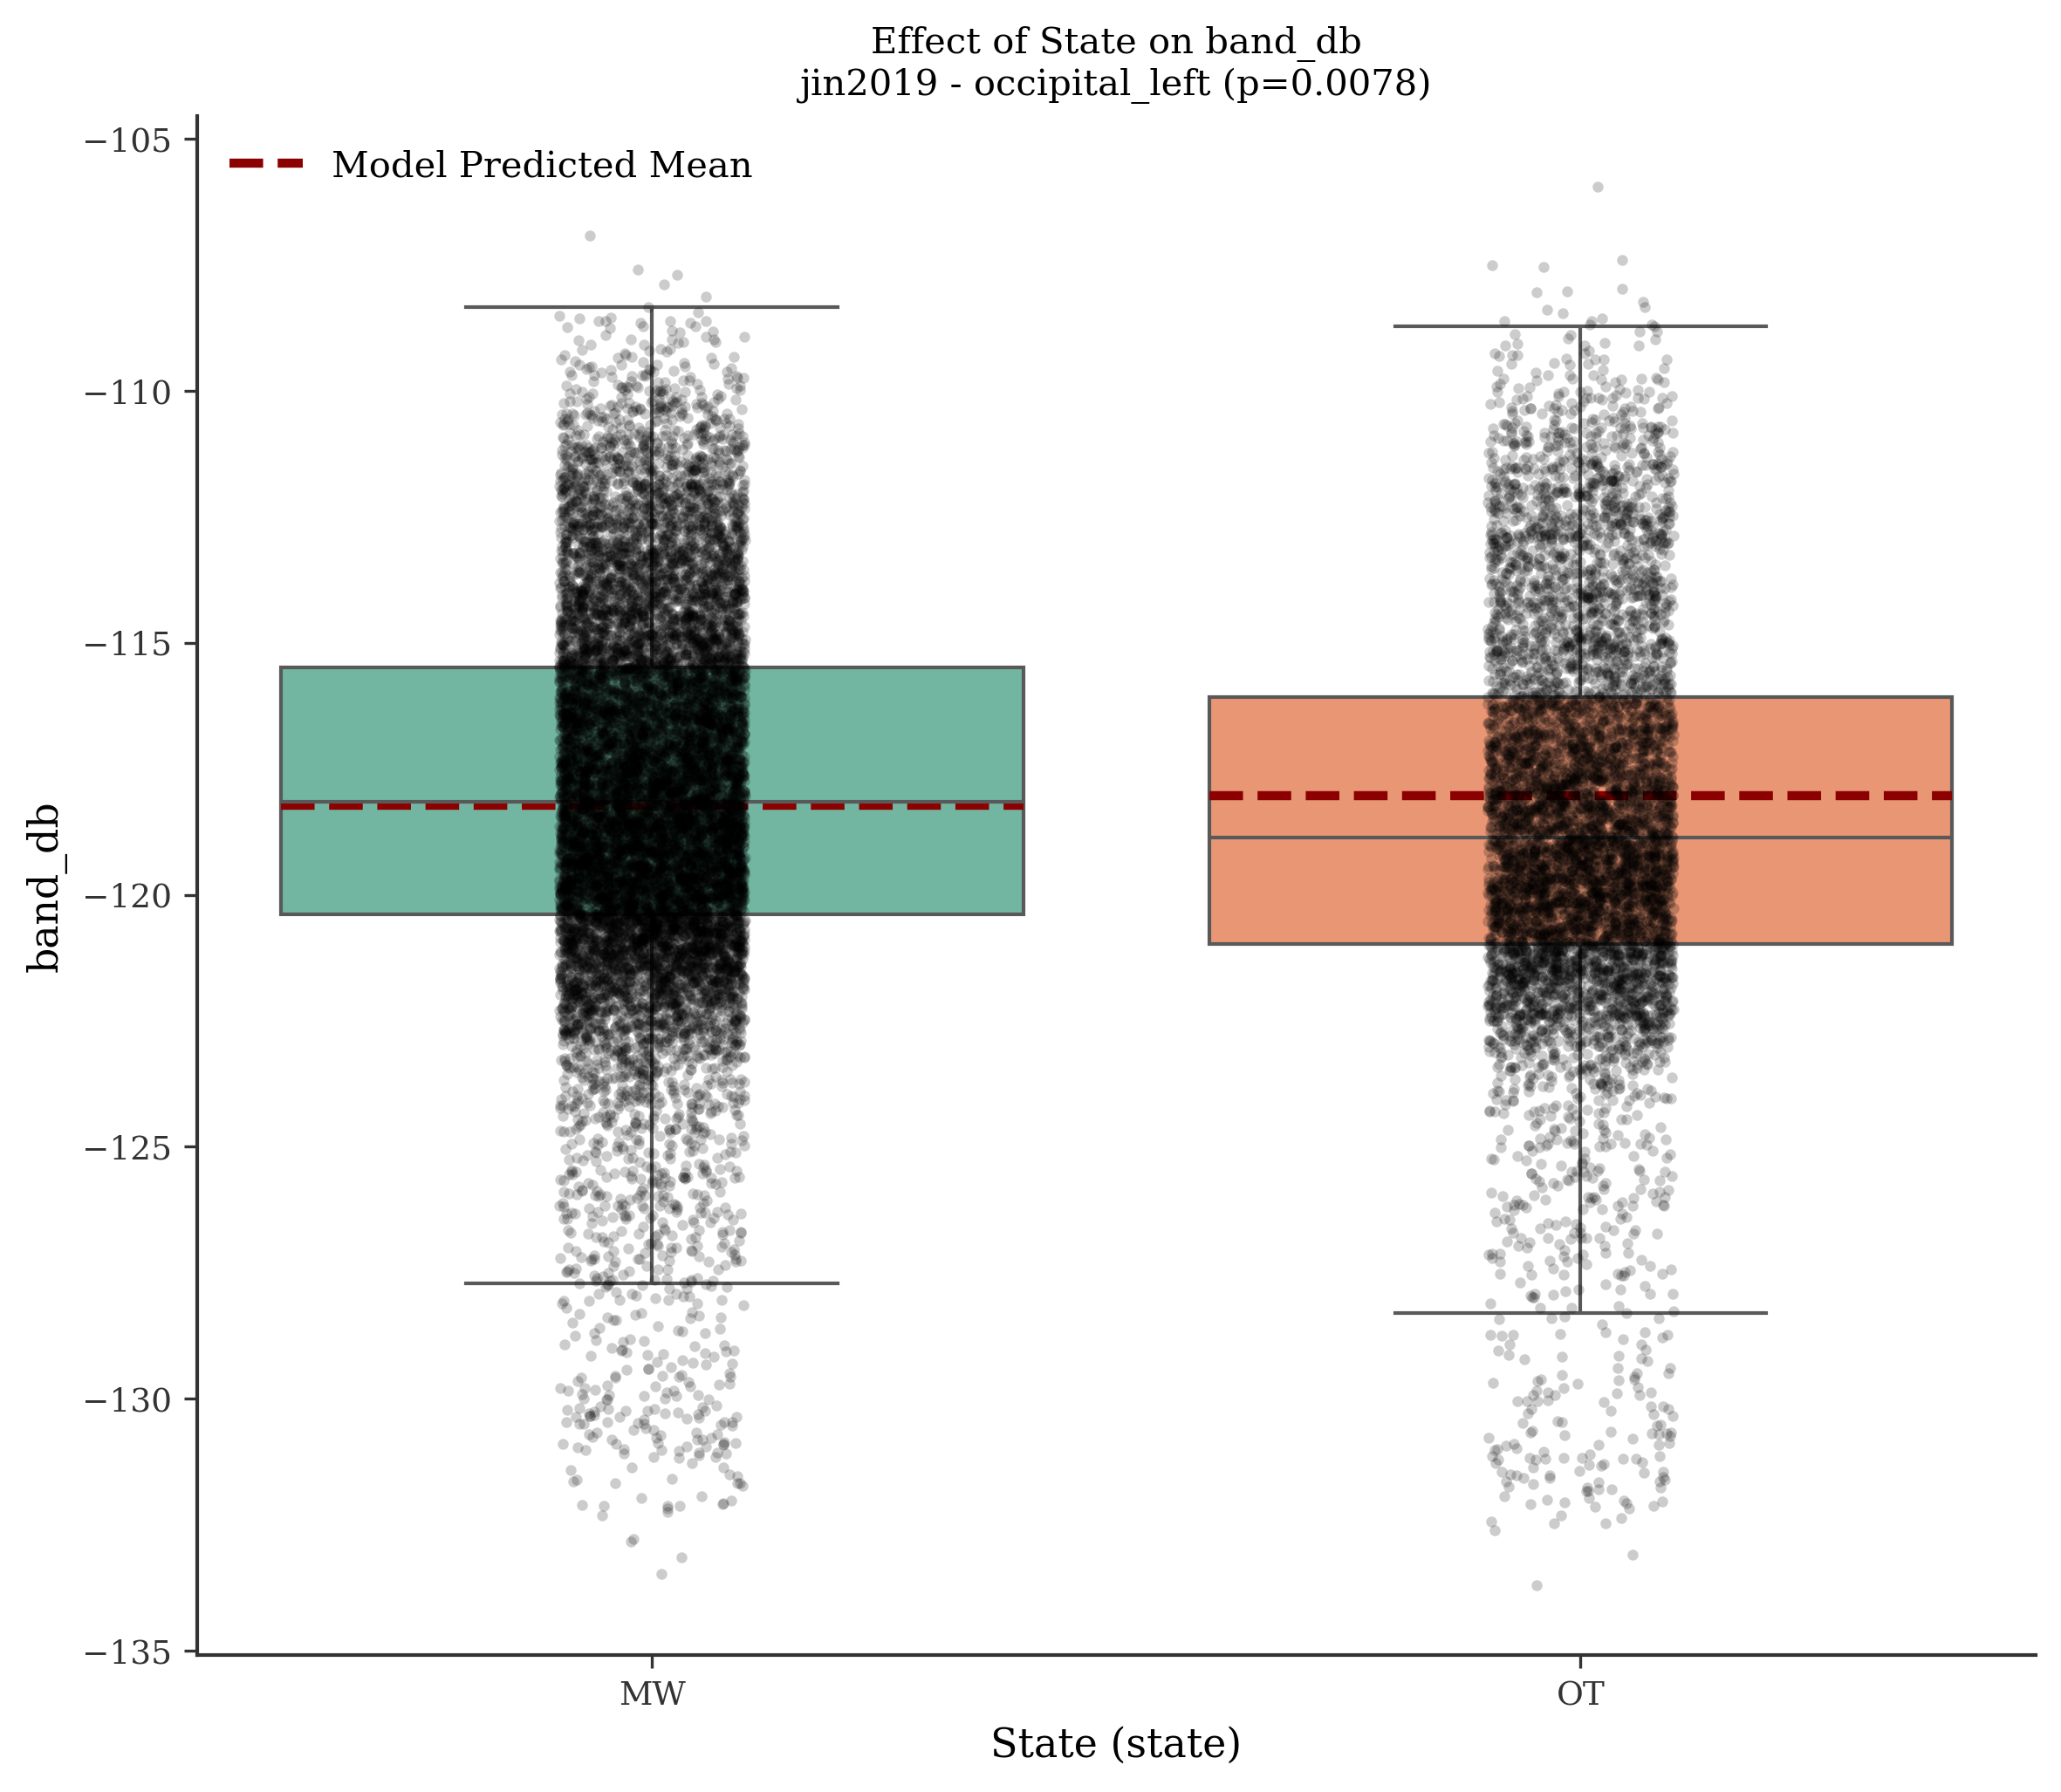 Effect of State on band_db
jin2019 - occipital_left (p=0.0078)
Model Predicted Mean
−105
−110
−115
−120
−125
−130
−135
band_db
MW
OT
State (state)